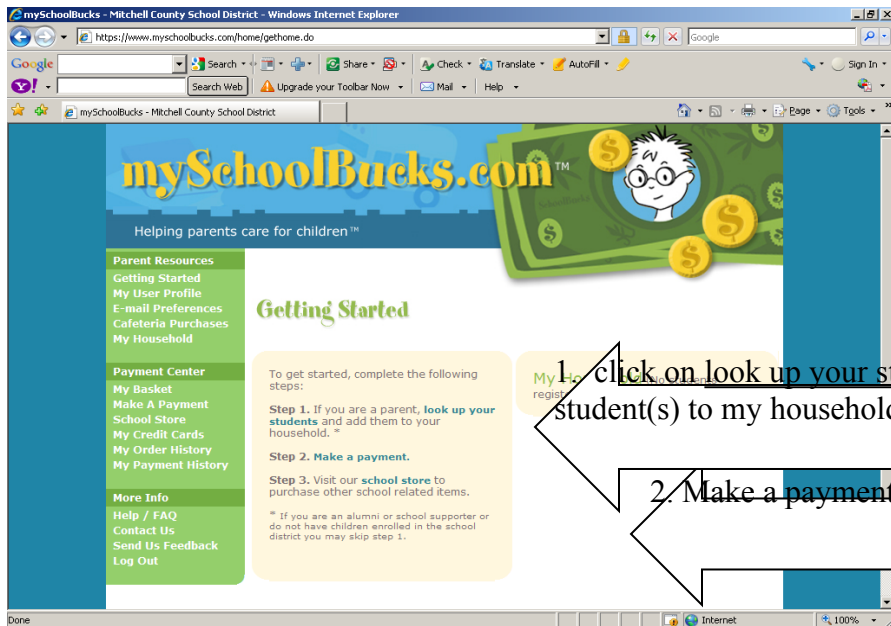 mySchoolBucks - Mitchell County School District - Windows Internet Explorer
https://www.myschoolbucks.com/home/gethome.do
Google
Google Search Share Check Translate AutoFill Sign In
Y! Search Web Upgrade your Toolbar Now Mail Help
mySchoolBucks - Mitchell County School District Page Tools
mySchoolBucks.com™
Helping parents care for children™
Parent Resources
Getting Started
My User Profile
E-mail Preferences
Cafeteria Purchases
My Household
Payment Center
My Basket
Make A Payment
School Store
My Credit Cards
My Order History
My Payment History
More Info
Help / FAQ
Contact Us
Send Us Feedback
Log Out
Getting Started
To get started, complete the following
steps:
Step 1. If you are a parent, look up your
students and add them to your
household. *
Step 2. Make a payment.
Step 3. Visit our school store to
purchase other school related items.
* If you are an alumni or school supporter or
do not have children enrolled in the school
district you may skip step 1.
My
No students
1. click on look up your
student(s) to my household
2. Make a payment
Done Internet 100%